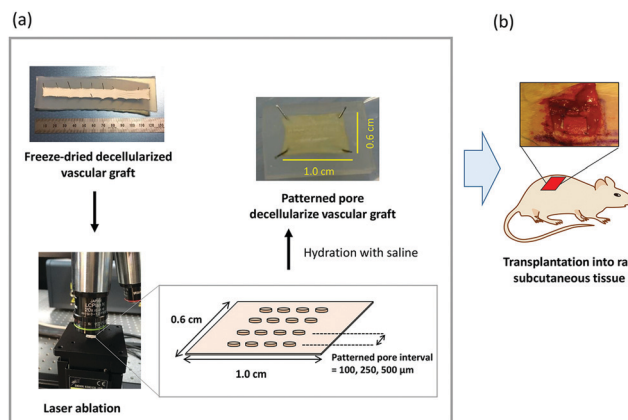 (a)
Freeze-dried decellularized
vascular graft
0.6 cm
1.0 cm
Patterned pore
decellularize vascular graft
Hydration with saline
Laser ablation
0.6 cm
1.0 cm
Patterned pore interval
= 100, 250, 500 μm
(b)
Transplantation into ra
subcutaneous tissue